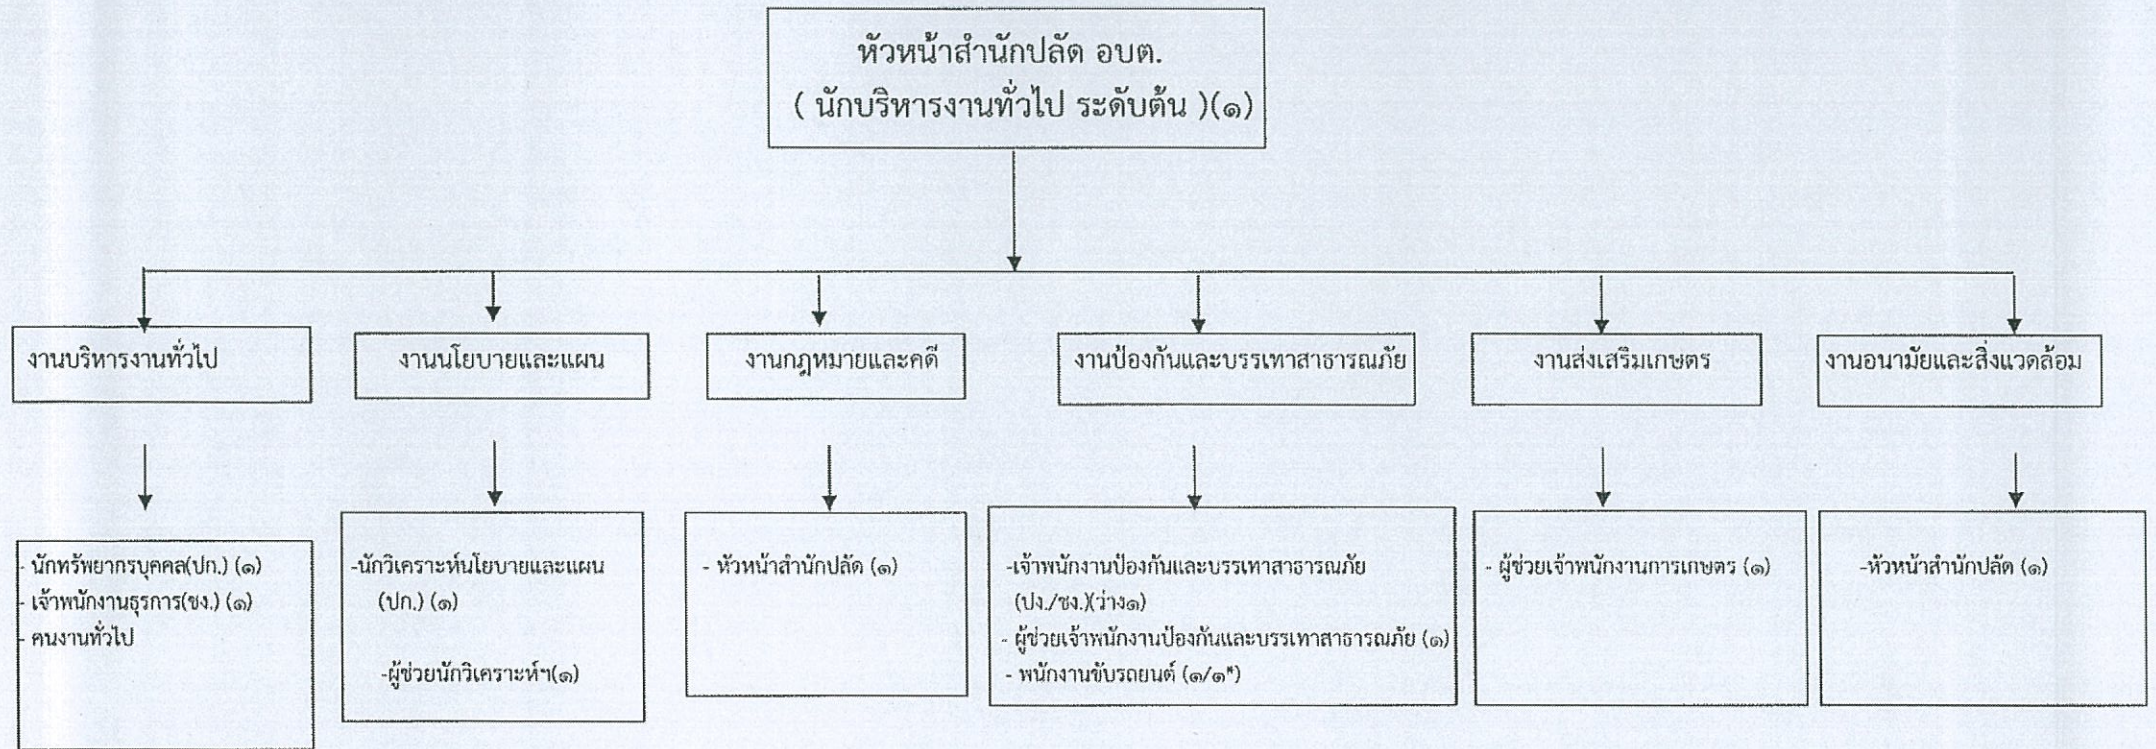 หัวหน้าสำนักปลัด อบต.
( นักบริหารงานทั่วไป ระดับต้น )(๑)
งานบริหารงานทั่วไป
งานนโยบายและแผน
งานกฎหมายและคดี
งานป้องกันและบรรเทาสาธารณภัย
งานส่งเสริมเกษตร
งานอนามัยและสิ่งแวดล้อม
- นักทรัพยากรบุคคล(ปก.) (๑)
- เจ้าพนักงานธุรการ(ชง.) (๑)
- คนงานทั่วไป
-นักวิเคราะห์นโยบายและแผน
(ปก.) (๑)
-ผู้ช่วยนักวิเคราะห์ฯ(๑)
- หัวหน้าสำนักปลัด (๑)
-เจ้าพนักงานป้องกันและบรรเทาสาธารณภัย
(ปง./ชง.)(ว่าง๑)
- ผู้ช่วยเจ้าพนักงานป้องกันและบรรเทาสาธารณภัย (๑)
- พนักงานขับรถยนต์ (๑/๑*)
- ผู้ช่วยเจ้าพนักงานการเกษตร (๑)
-หัวหน้าสำนักปลัด (๑)